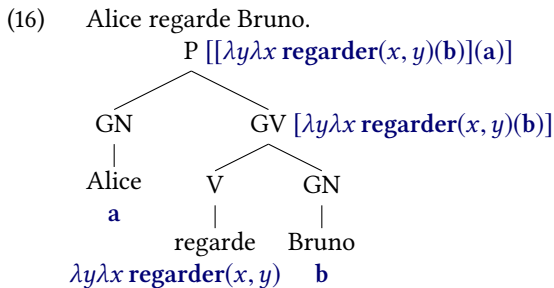 (16) Alice regarde Bruno.
P [[λyλx regarder(x, y)(b)](a)]
GN GV [λyλx regarder(x, y)(b)]
Alice V GN
a
regarde Bruno
λyλx regarder(x, y) b